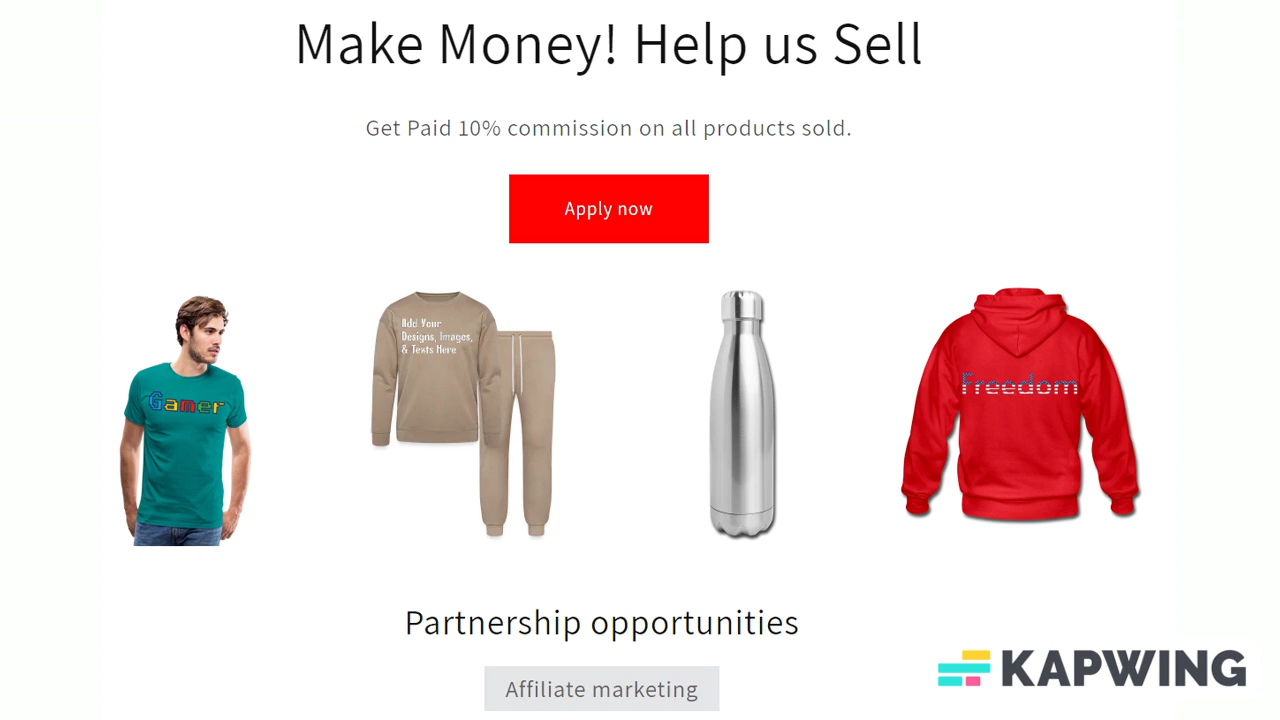 Make Money! Help us Sell
Get Paid 10% commission on all products sold.
Apply now
Gamer
Add Your
Designs, Images,
& Texts Here
Freedom
Partnership opportunities
Affiliate marketing
KAPWING